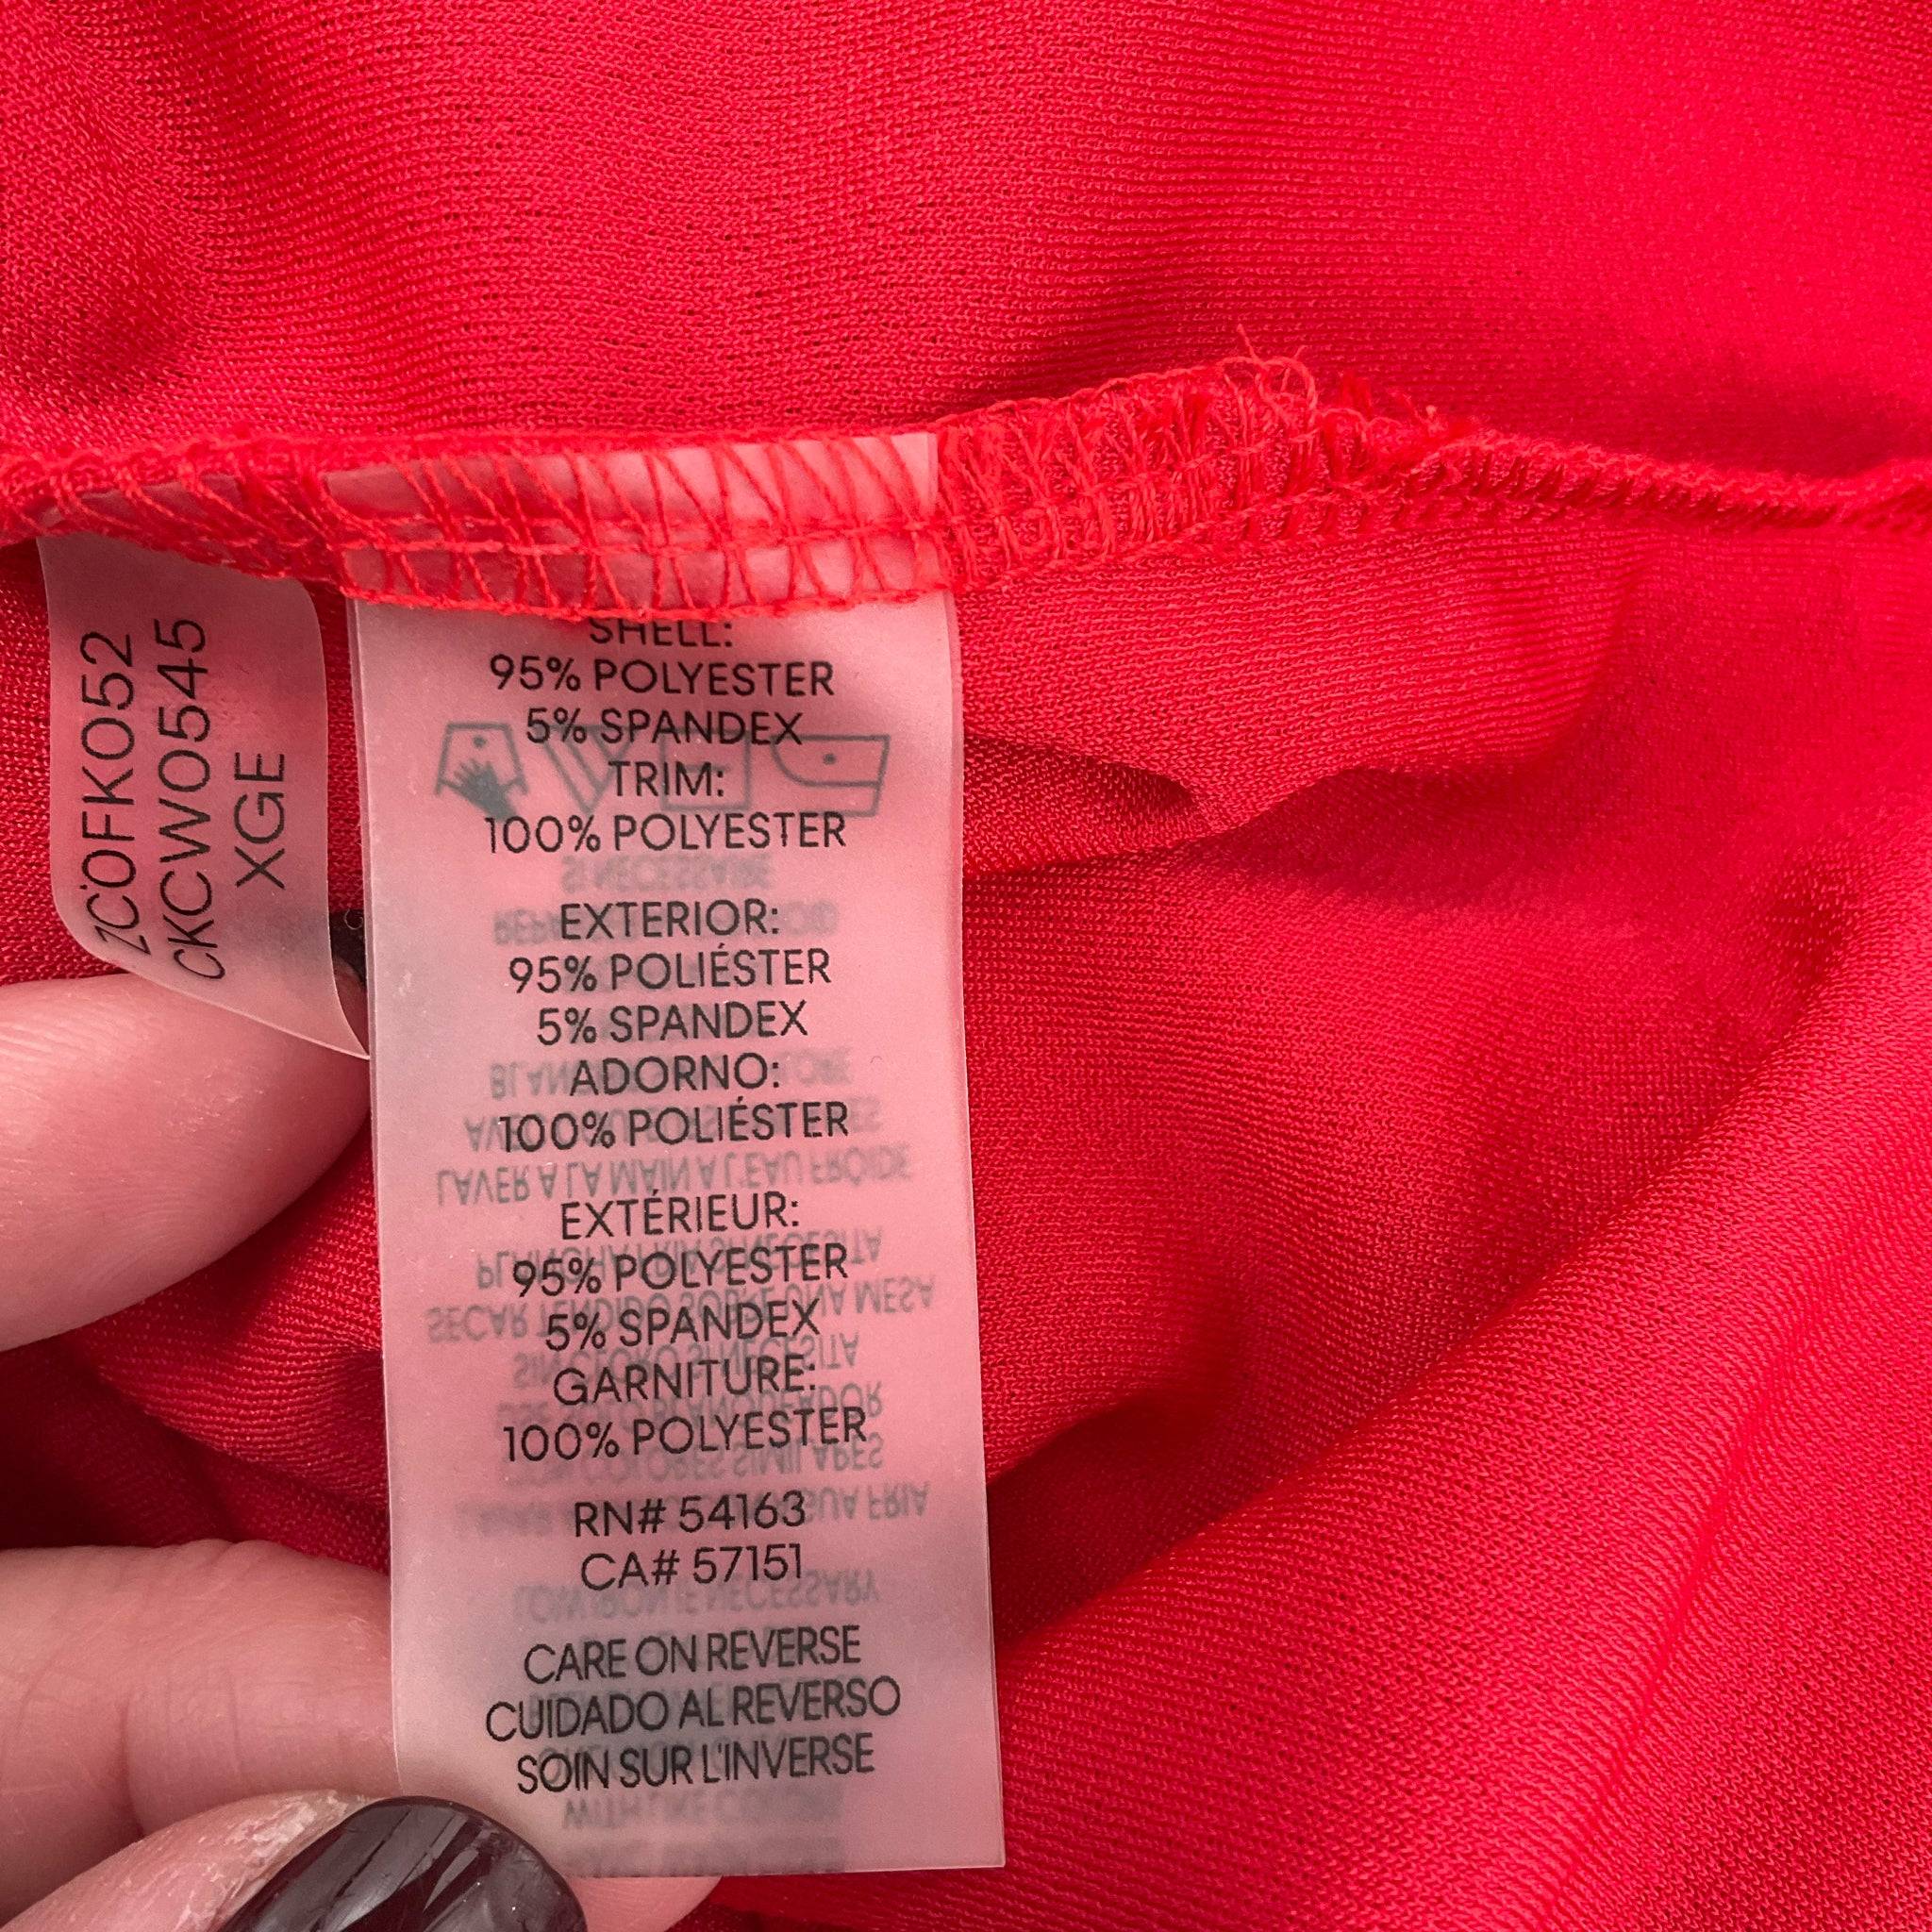 ZC0FK052
CKCW0545
XGE
SHELL:
95% POLYESTER
5% SPANDEX
TRIM:
100% POLYESTER
EXTERIOR:
95% POLIÉSTER
5% SPANDEX
ADORNO:
100% POLIÉSTER
EXTÉRIEUR:
95% POLYESTER
5% SPANDEX
GARNITURE:
100% POLYESTER
RN# 54163
CA# 57151
CARE ON REVERSE
CUIDADO AL REVERSO
SOIN SUR L'INVERSE